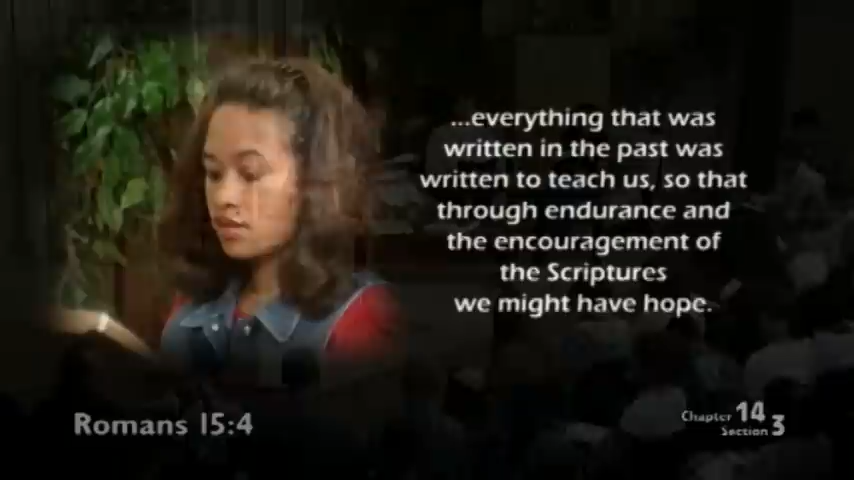 ...everything that was
written in the past was
written to teach us, so that
through endurance and
the encouragement of
the Scriptures
we might have hope.
Romans 15:4
Chapter 14
Section 3